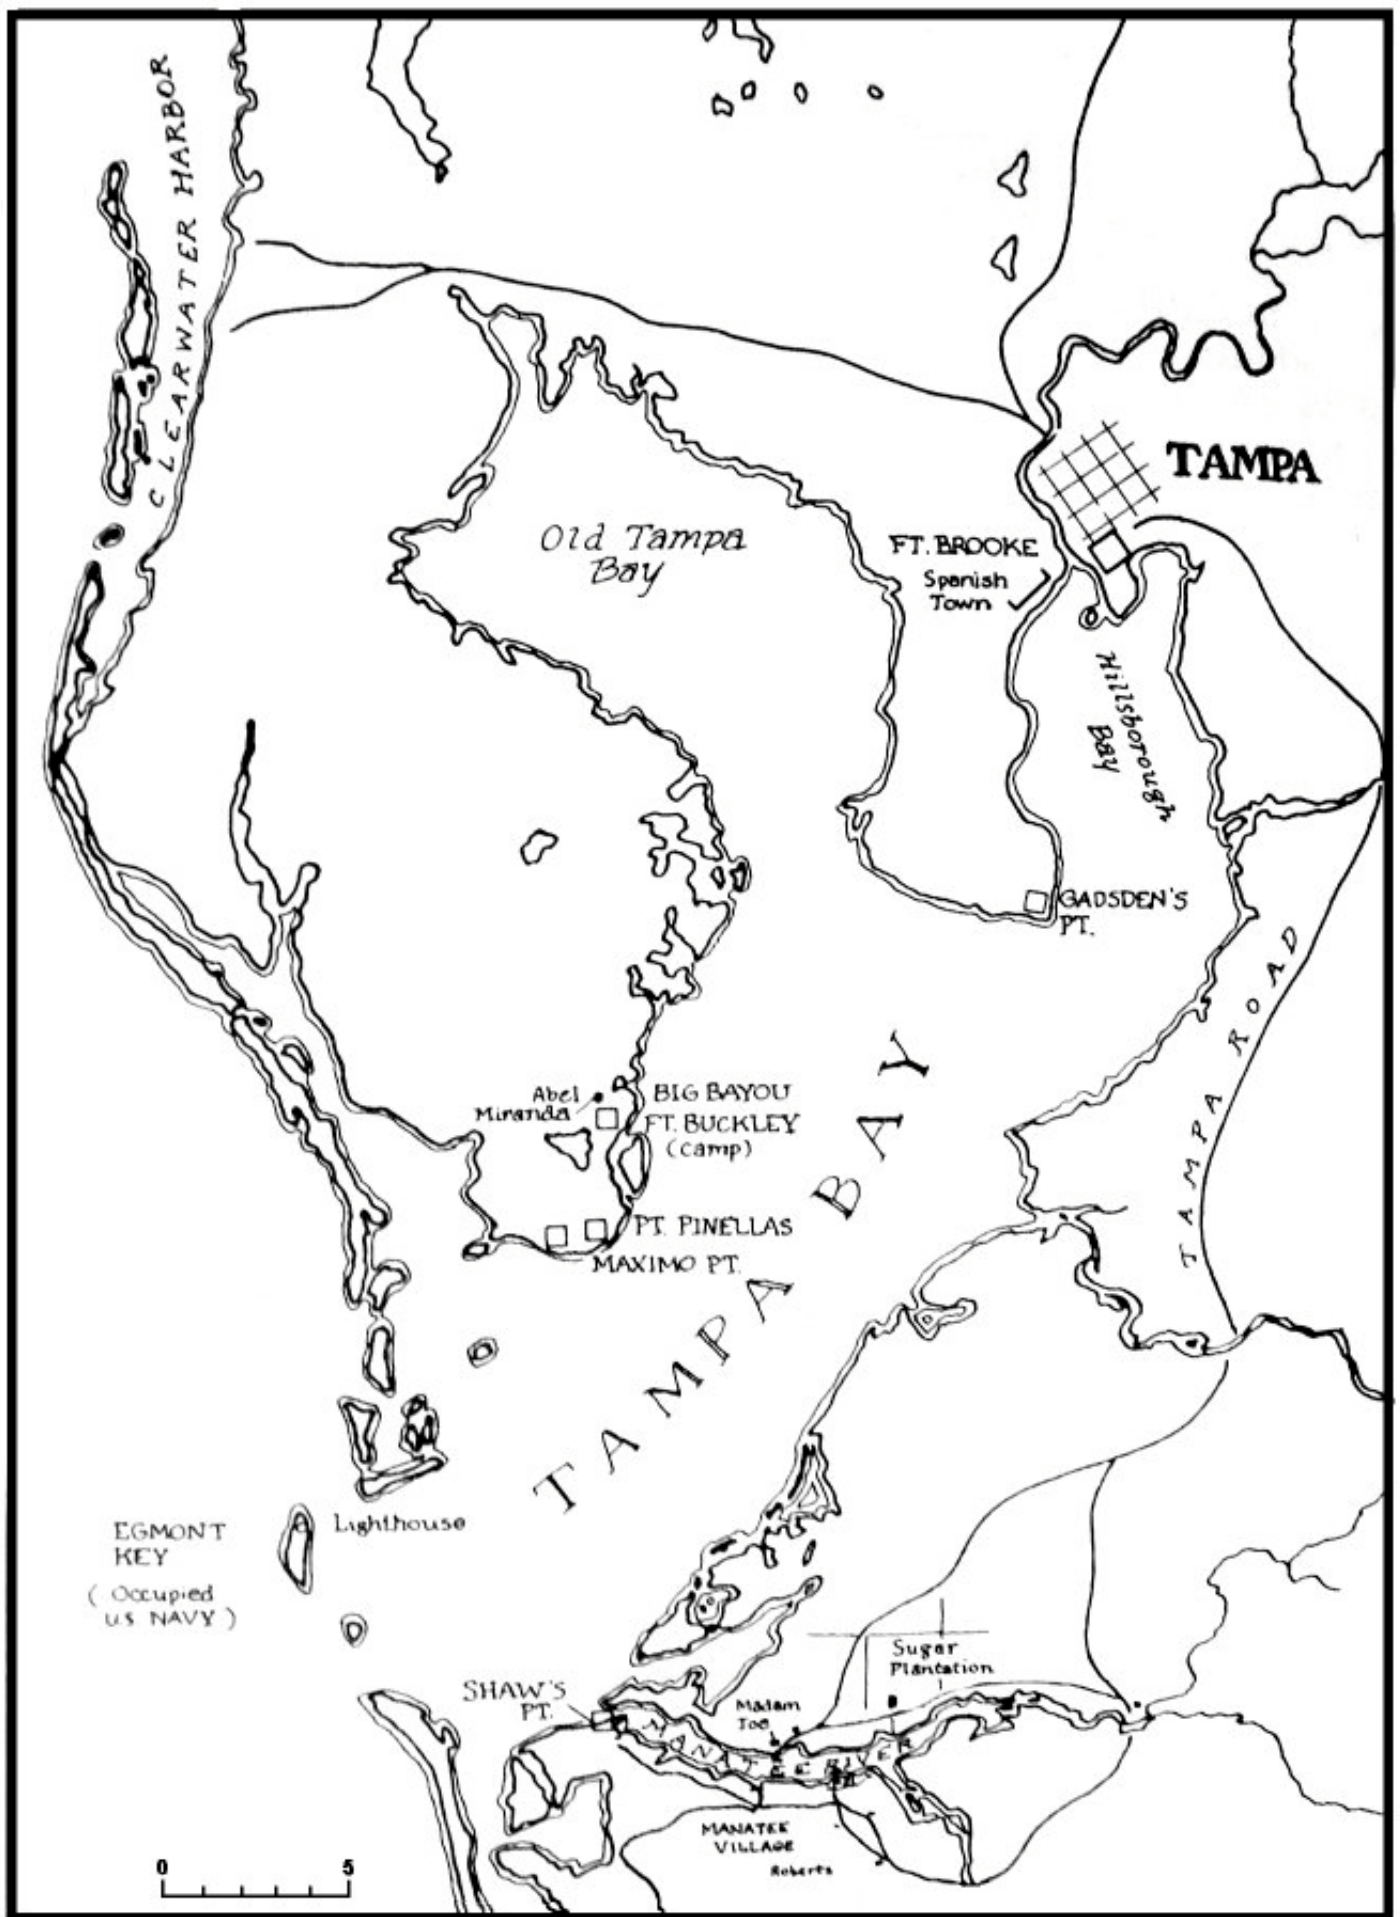 CLEARWATER HARBOR
TAMPA
Old Tampa
Bay
FT. BROOKE
Spanish
Town
Hillsborough
Bay
GADSDEN'S
PT.
TAMPA ROAD
Abel
Miranda
BIG BAYOU
FT. BUCKLEY
(camp)
PT. PINELLAS
MAXIMO PT.
TAMPA BAY
EGMONT
KEY
(Occupied
U.S NAVY)
Lighthouse
SHAW'S
PT.
Madam
Joe
Sugar
Plantation
MANATEE RIVER
MANATEE
VILLAGE
Roberts
0 5